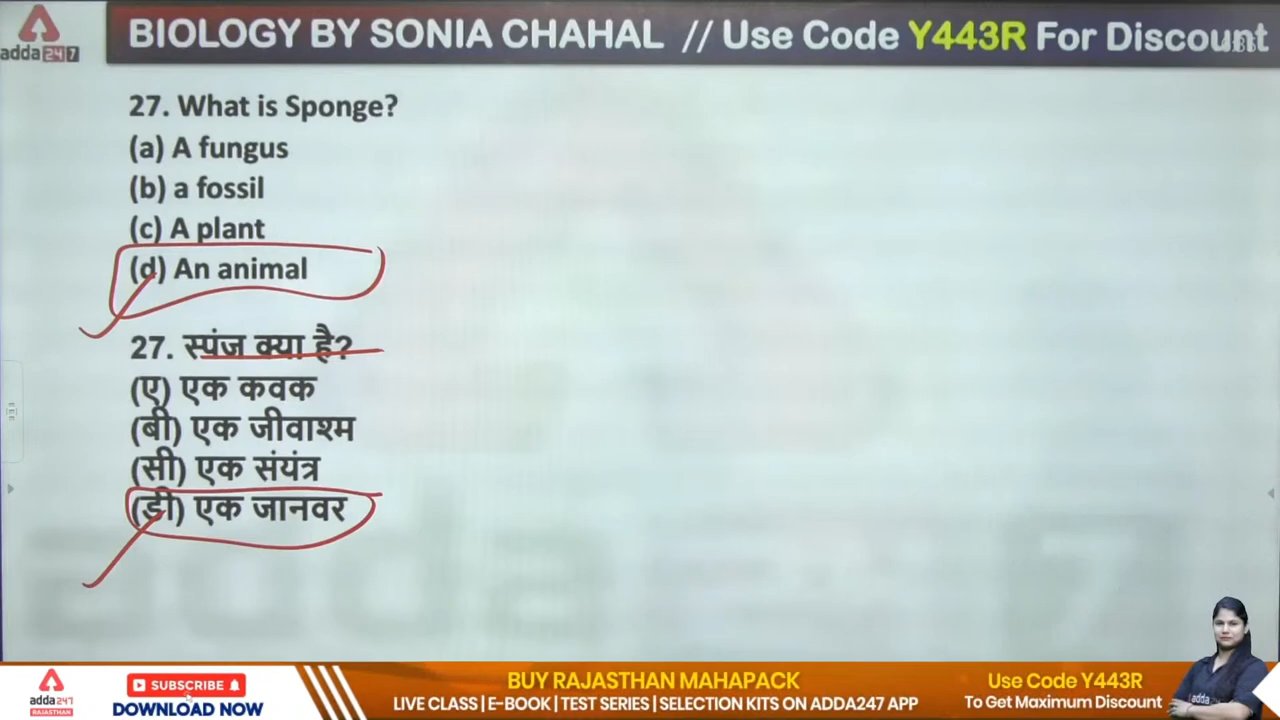 adda247
BIOLOGY BY SONIA CHAHAL // Use Code Y443R For Discount
27. What is Sponge?
(a) A fungus
(b) a fossil
(c) A plant
(d) An animal
27. स्पंज क्या है?
(ए) एक कवक
(बी) एक जीवाश्म
(सी) एक संयंत्र
(डी) एक जानवर
adda247
RAJASTHAN
SUBSCRIBE
DOWNLOAD NOW
BUY RAJASTHAN MAHAPACK
LIVE CLASS | E-BOOK | TEST SERIES | SELECTION KITS ON ADDA247 APP
Use Code Y443R
To Get Maximum Discount
adda